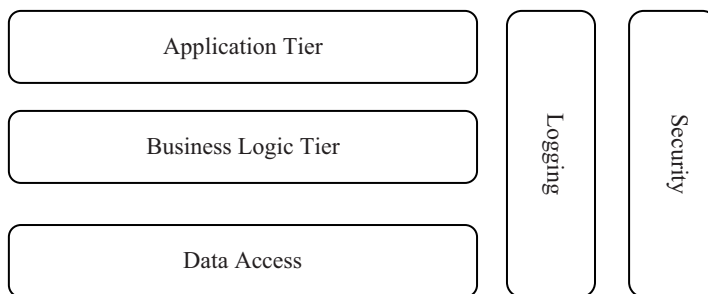 Application Tier
Business Logic Tier
Data Access
Logging
Security